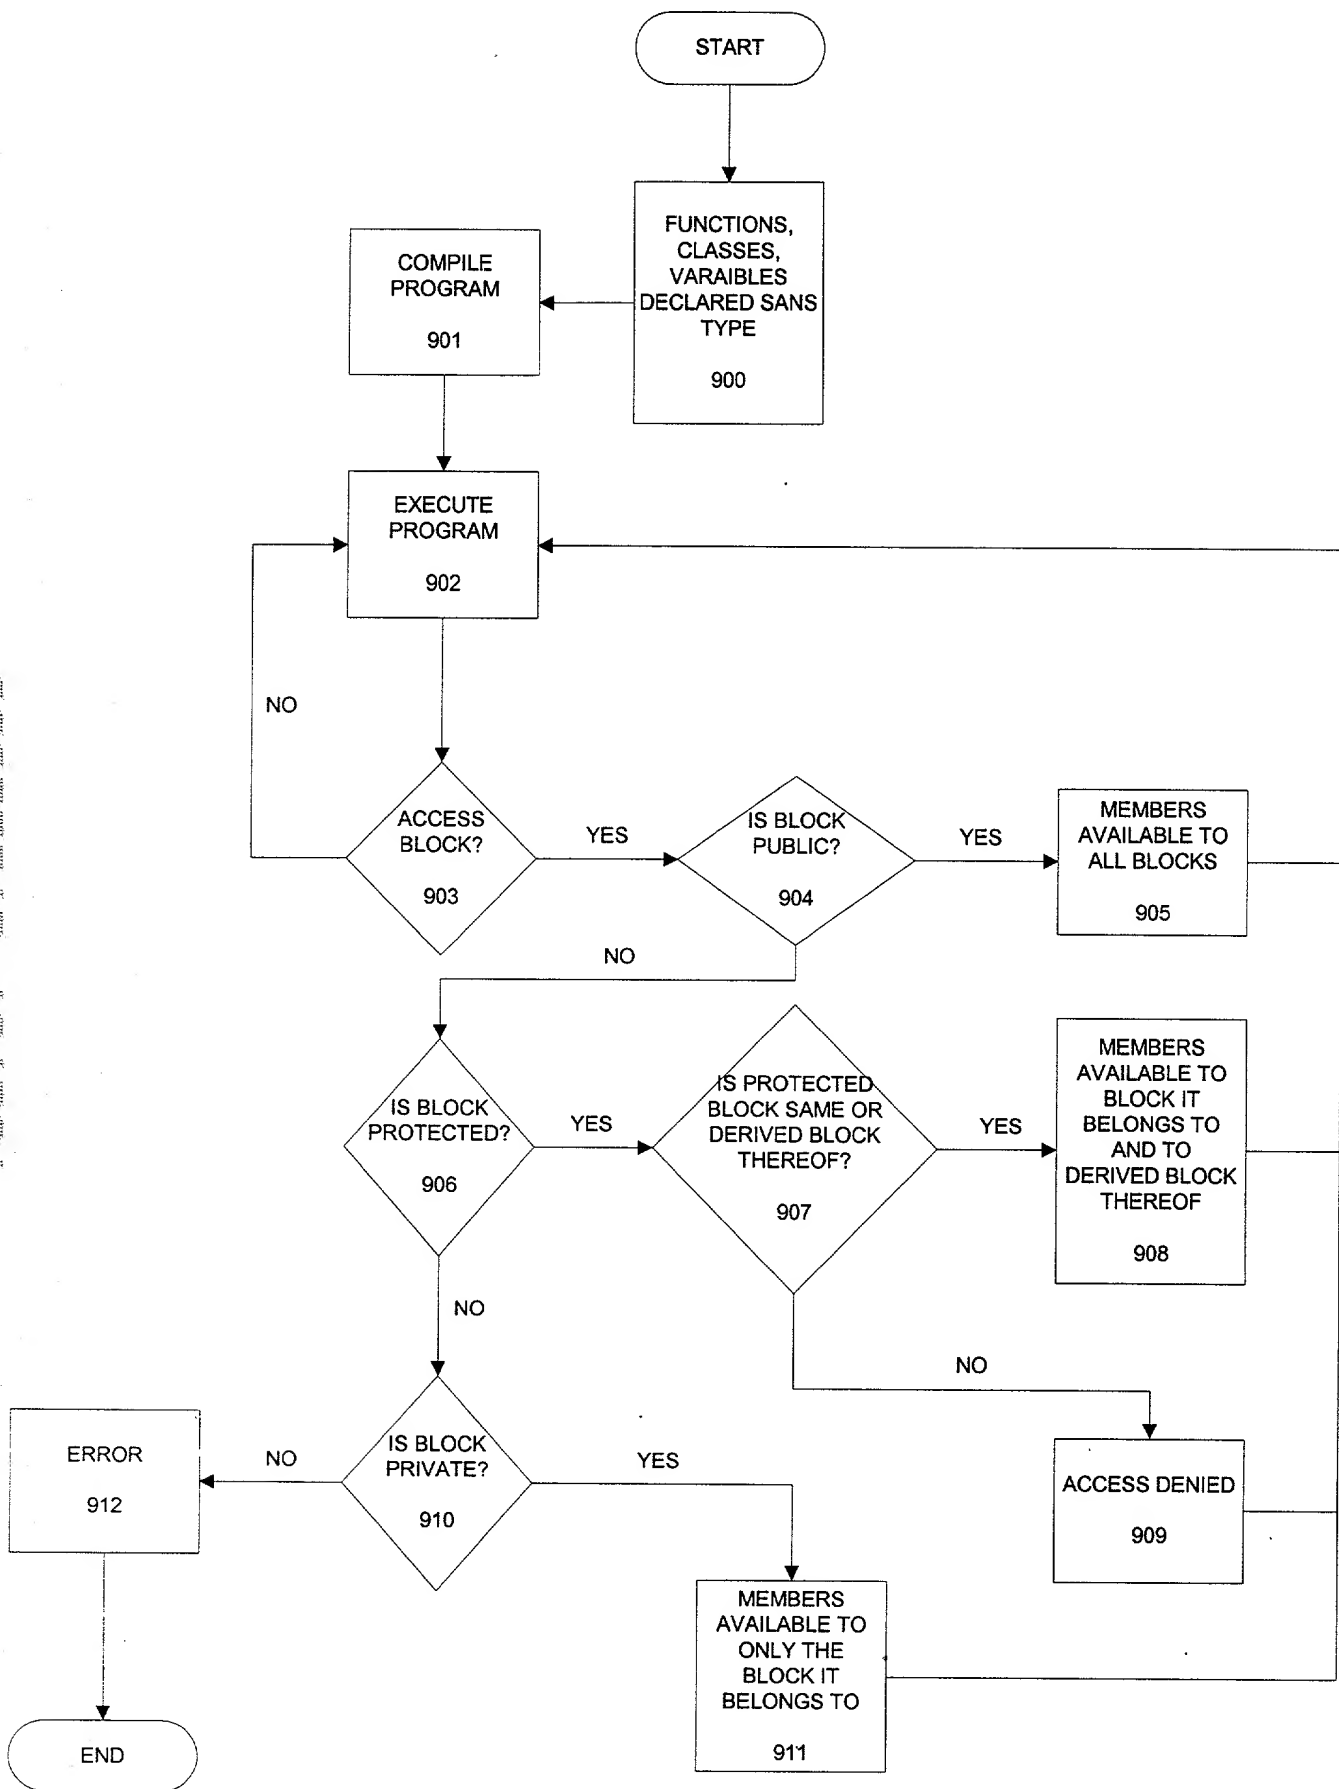 START
FUNCTIONS,
CLASSES,
VARAIBLES
DECLARED SANS
TYPE
900
COMPILE
PROGRAM
901
EXECUTE
PROGRAM
902
NO
ACCESS
BLOCK?
903
YES
IS BLOCK
PUBLIC?
904
YES
MEMBERS
AVAILABLE TO
ALL BLOCKS
905
NO
IS BLOCK
PROTECTED?
906
YES
IS PROTECTED
BLOCK SAME OR
DERIVED BLOCK
THEREOF?
907
YES
MEMBERS
AVAILABLE TO
BLOCK IT
BELONGS TO
AND TO
DERIVED BLOCK
THEREOF
908
NO
NO
ACCESS DENIED
909
IS BLOCK
PRIVATE?
910
NO
ERROR
912
YES
MEMBERS
AVAILABLE TO
ONLY THE
BLOCK IT
BELONGS TO
911
END